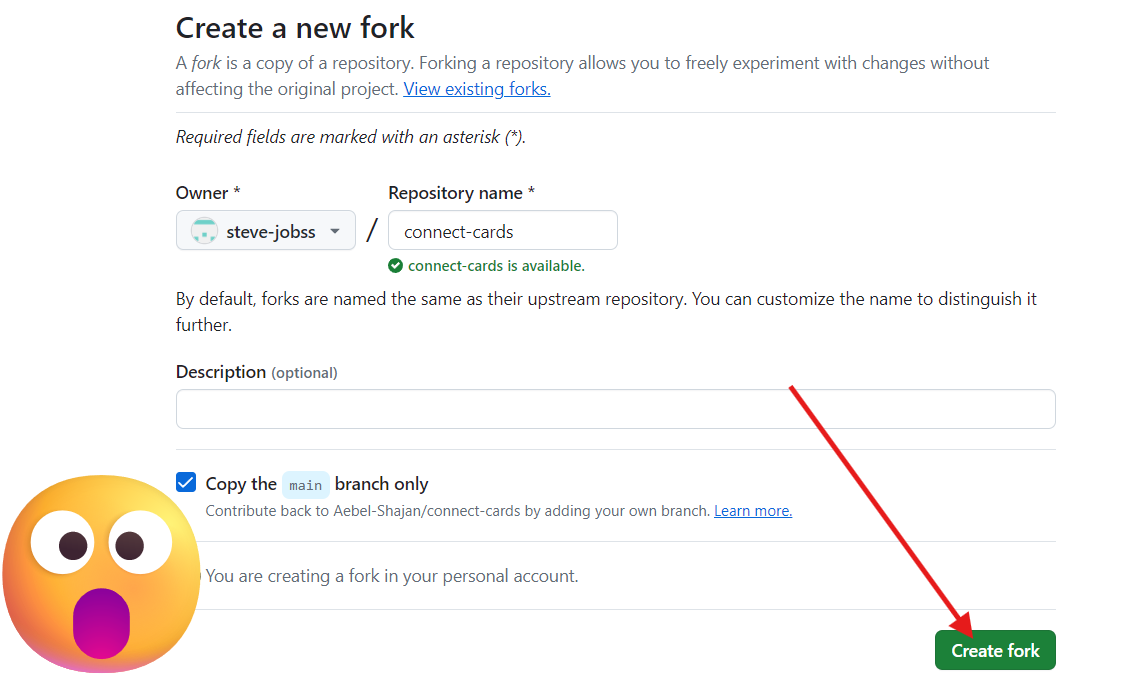 Create a new fork
A fork is a copy of a repository. Forking a repository allows you to freely experiment with changes without
affecting the original project. View existing forks.
Required fields are marked with an asterisk (*).
Owner *
Repository name *
steve-jobss
/
connect-cards
connect-cards is available.
By default, forks are named the same as their upstream repository. You can customize the name to distinguish it
further.
Description (optional)
Copy the main branch only
Contribute back to Aebel-Shajan/connect-cards by adding your own branch. Learn more.
You are creating a fork in your personal account.
Create fork